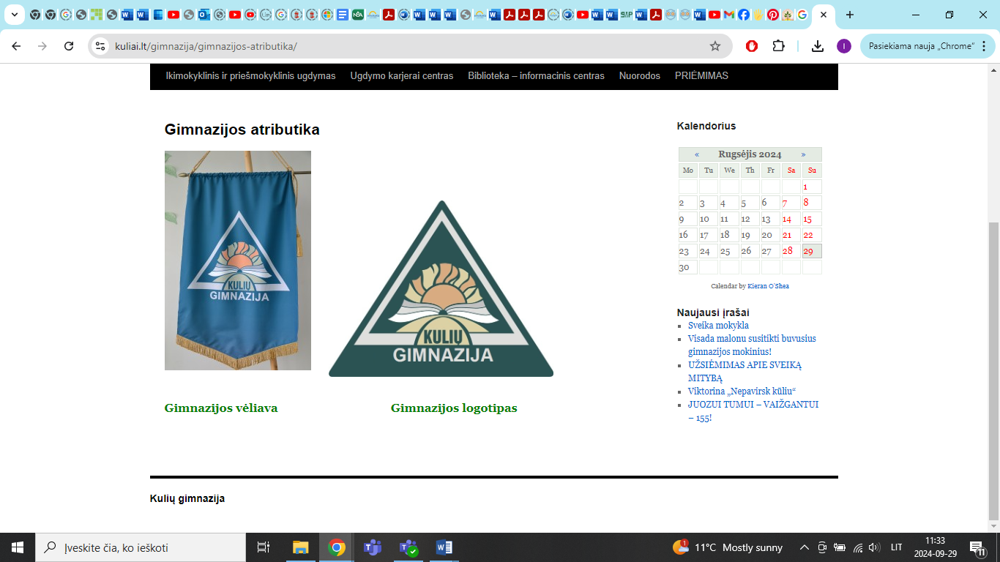 kuliai.lt/gimnazija/gimnazijos-atributika/
Pasiekiama nauja „Chrome“
Ikimokyklinis ir priešmokyklinis ugdymas Ugdymo karjerai centras Biblioteka – informacinis centras Nuorodos PRIĖMIMAS
Gimnazijos atributika
KULIŲ
GIMNAZIJA
KULIŲ
GIMNAZIJA
Gimnazijos vėliava Gimnazijos logotipas
Kalendorius
« Rugsėjis 2024 »
Mo Tu We Th Fr Sa Su
1
2 3 4 5 6 7 8
9 10 11 12 13 14 15
16 17 18 19 20 21 22
23 24 25 26 27 28 29
30
Calendar by Kieran O'Shea
Naujausi įrašai
Sveika mokykla
Visada malonu susitikti buvusius
gimnazijos mokinius!
UŽSIĖMIMAS APIE SVEIKĄ
MITYBĄ
Viktorina „Nepavirsk kūliu“
JUOZUI TUMUI – VAIŽGANTUI
– 155!
Kulių gimnazija
Įveskite čia, ko ieškoti
1
11°C Mostly sunny
LIT
11:33
2024-09-29
11